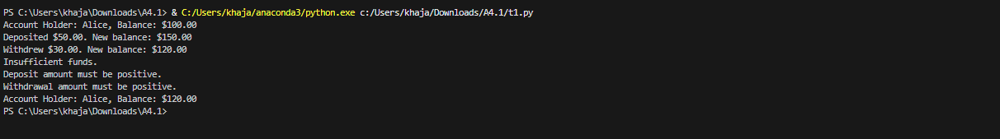 PS C:\Users\khaja\Downloads\A4.1> & C:/Users/khaja/anaconda3/python.exe c:/Users/khaja/Downloads/A4.1/t1.py
Account Holder: Alice, Balance: $100.00
Deposited $50.00. New balance: $150.00
Withdrew $30.00. New balance: $120.00
Insufficient funds.
Deposit amount must be positive.
Withdrawal amount must be positive.
Account Holder: Alice, Balance: $120.00
PS C:\Users\khaja\Downloads\A4.1>